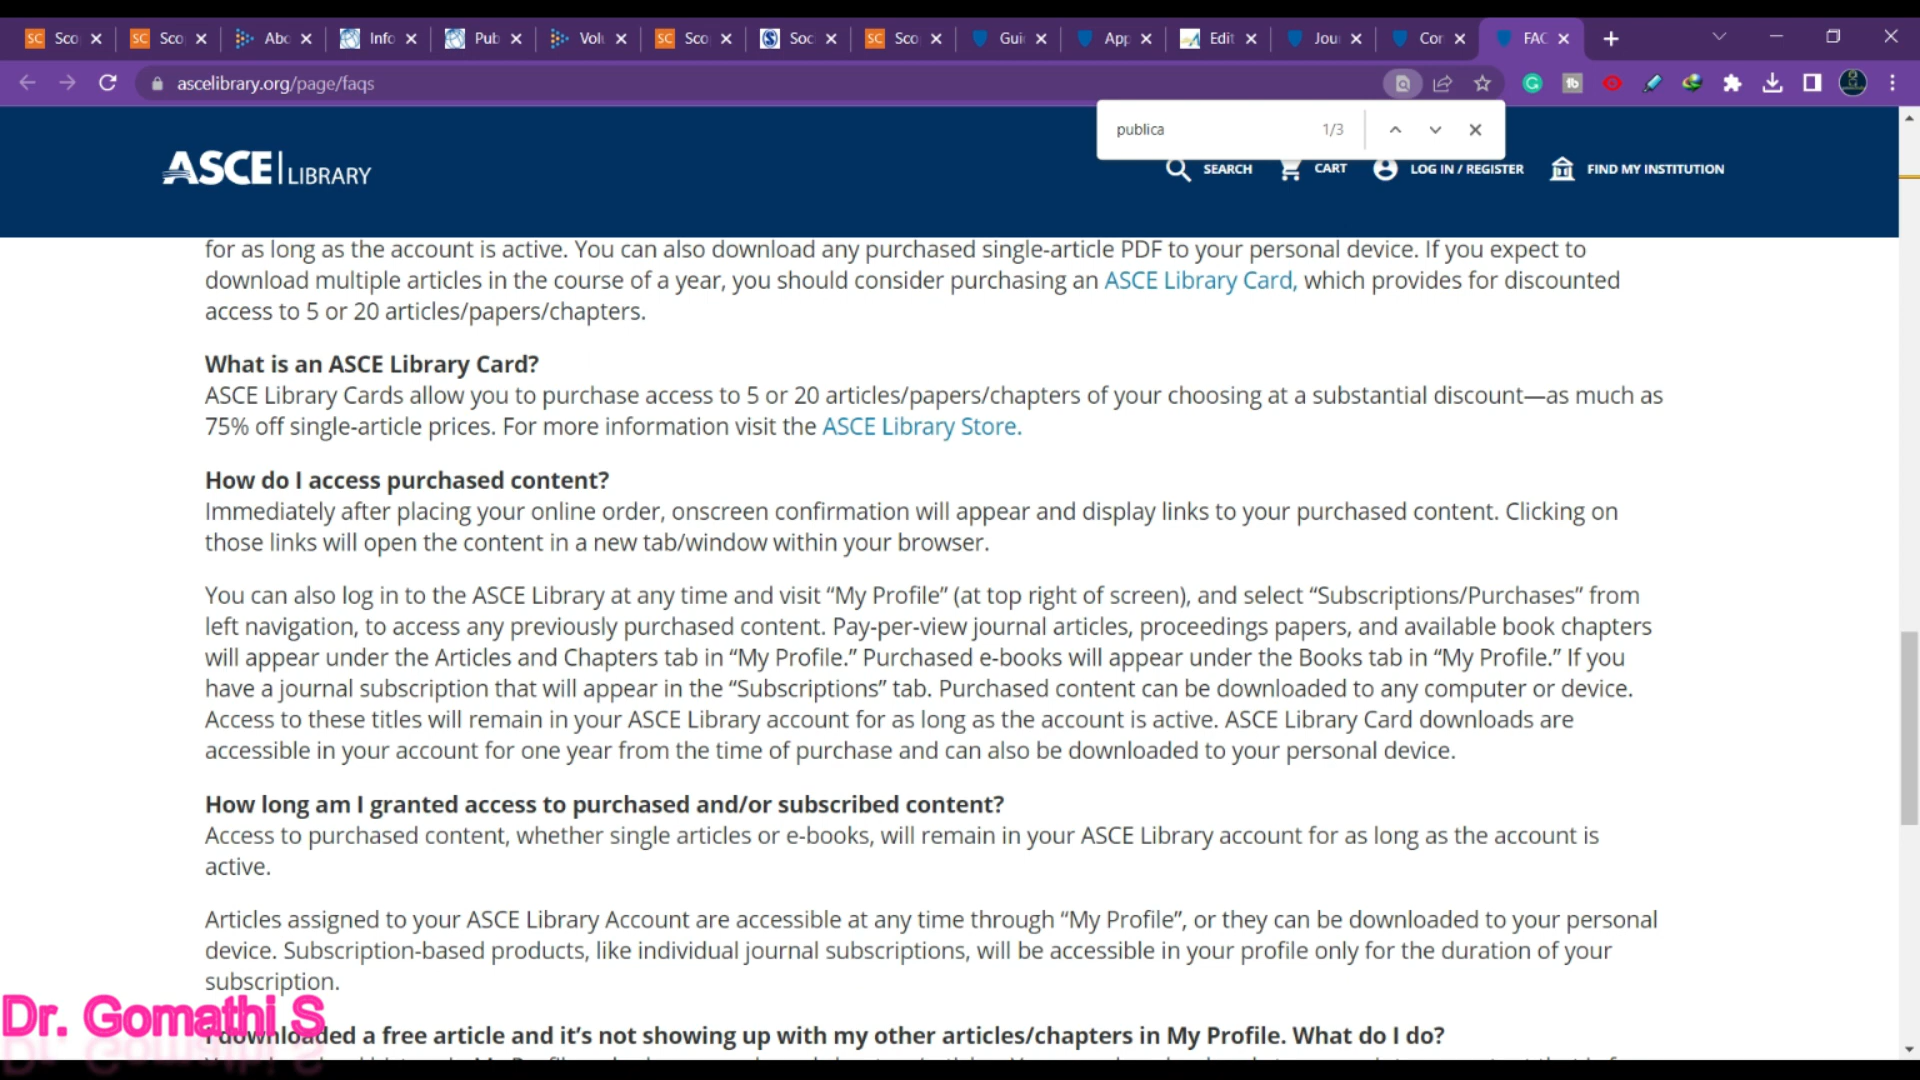 Sco Sco Abc Info Pub Volu Sco Soc Sco Gui App Edit Jou Cor FAC
ascelibrary.org/page/faqs
publica 1/3
ASCE LIBRARY SEARCH CART LOG IN / REGISTER FIND MY INSTITUTION
for as long as the account is active. You can also download any purchased single-article PDF to your personal device. If you expect to
download multiple articles in the course of a year, you should consider purchasing an ASCE Library Card, which provides for discounted
access to 5 or 20 articles/papers/chapters.
What is an ASCE Library Card?
ASCE Library Cards allow you to purchase access to 5 or 20 articles/papers/chapters of your choosing at a substantial discount—as much as
75% off single-article prices. For more information visit the ASCE Library Store.
How do I access purchased content?
Immediately after placing your online order, onscreen confirmation will appear and display links to your purchased content. Clicking on
those links will open the content in a new tab/window within your browser.
You can also log in to the ASCE Library at any time and visit “My Profile” (at top right of screen), and select “Subscriptions/Purchases” from
left navigation, to access any previously purchased content. Pay-per-view journal articles, proceedings papers, and available book chapters
will appear under the Articles and Chapters tab in “My Profile.” Purchased e-books will appear under the Books tab in “My Profile.” If you
have a journal subscription that will appear in the “Subscriptions” tab. Purchased content can be downloaded to any computer or device.
Access to these titles will remain in your ASCE Library account for as long as the account is active. ASCE Library Card downloads are
accessible in your account for one year from the time of purchase and can also be downloaded to your personal device.
How long am I granted access to purchased and/or subscribed content?
Access to purchased content, whether single articles or e-books, will remain in your ASCE Library account for as long as the account is
active.
Articles assigned to your ASCE Library Account are accessible at any time through “My Profile”, or they can be downloaded to your personal
device. Subscription-based products, like individual journal subscriptions, will be accessible in your profile only for the duration of your
subscription.
Dr. Gomathi S
I downloaded a free article and it’s not showing up with my other articles/chapters in My Profile. What do I do?